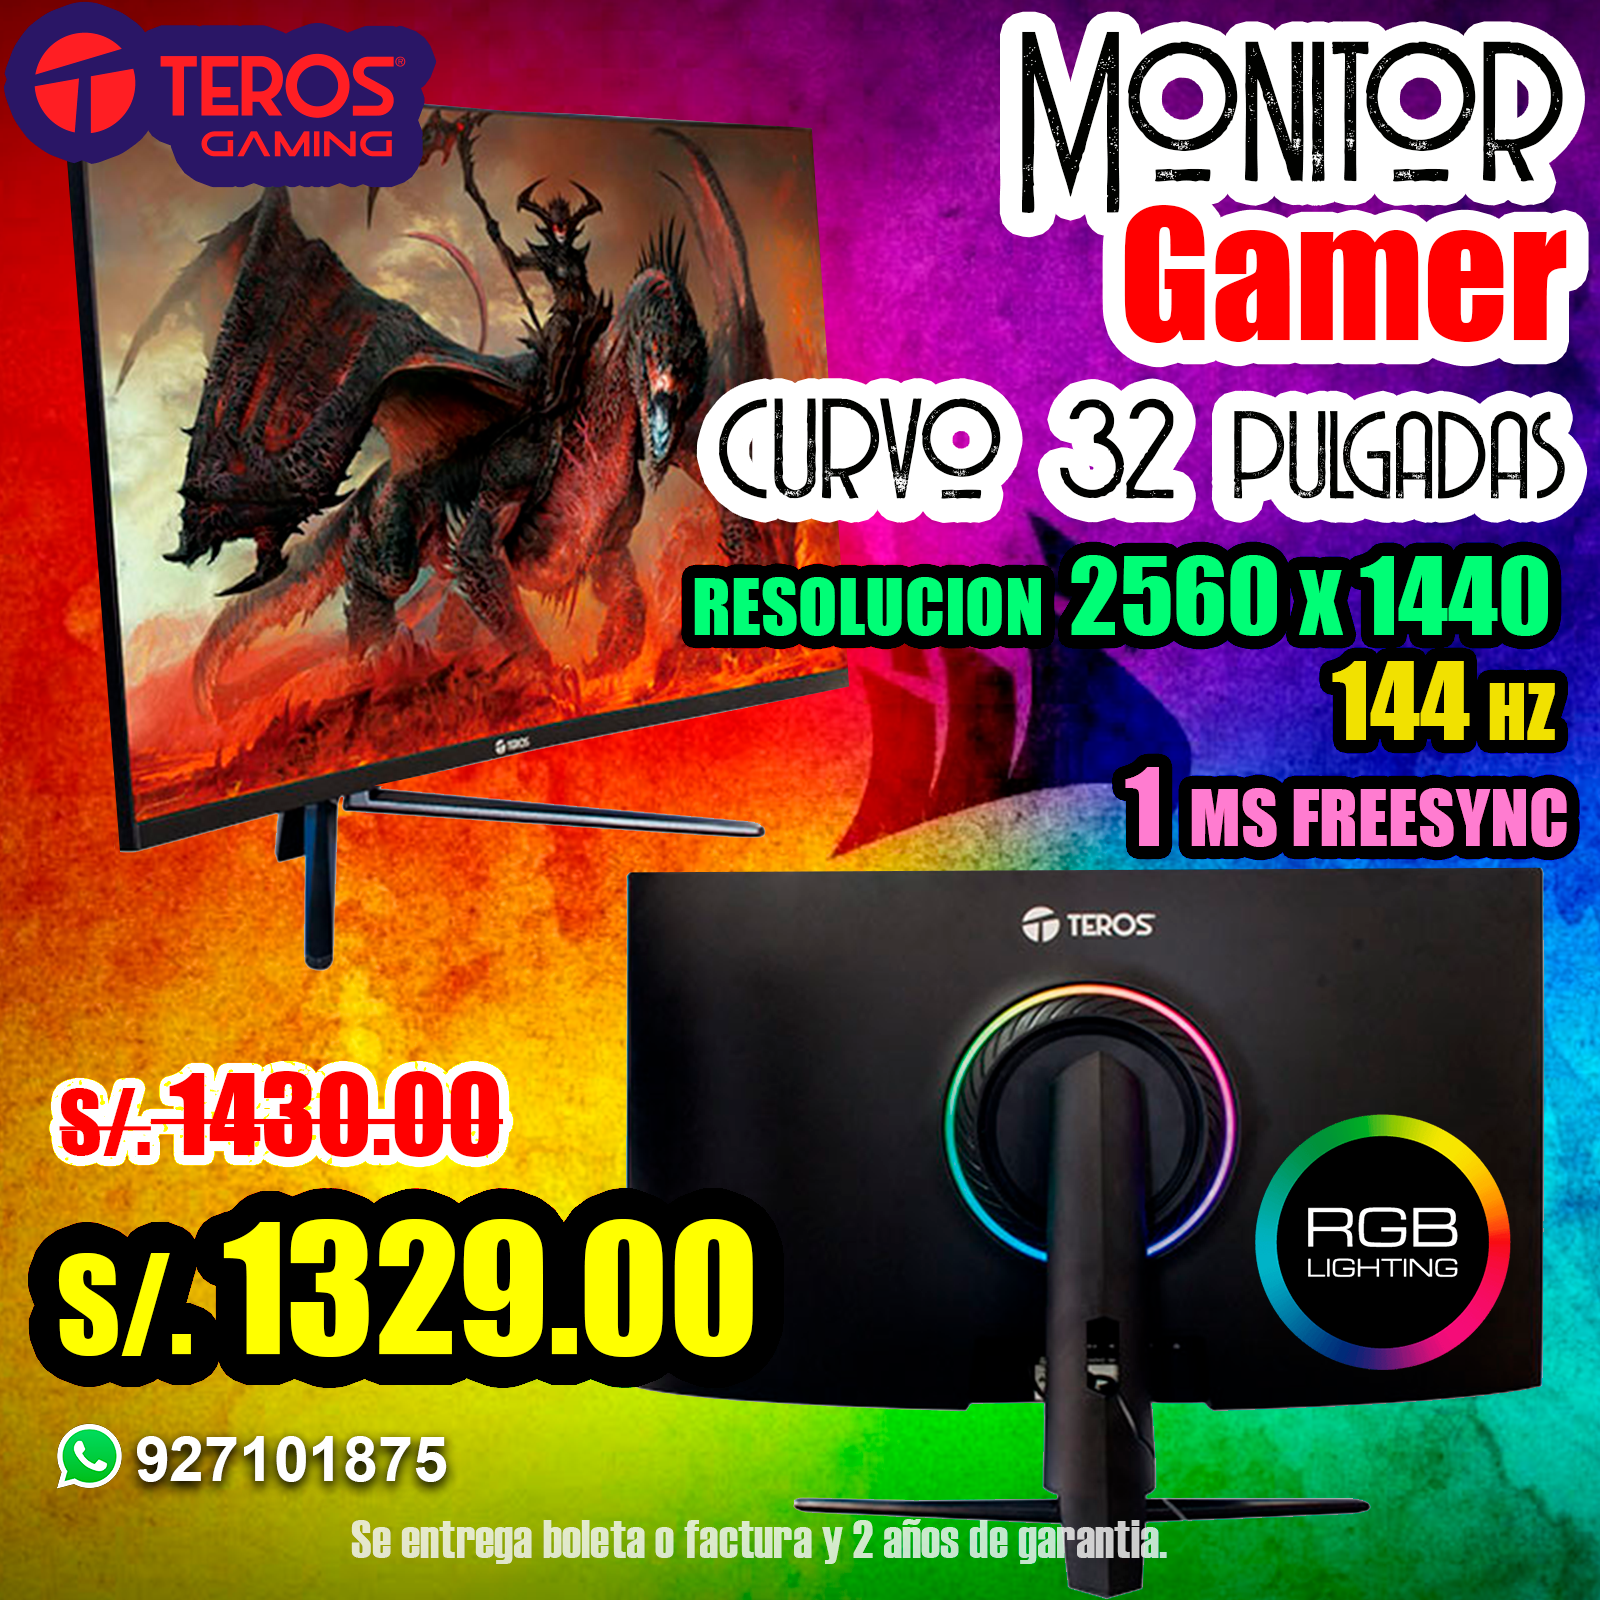 TEROS®
GAMING
MONITOR
Gamer
CURVO 32 PULGADAS
RESOLUCION 2560 x 1440
144 HZ
1 MS FREESYNC
TEROS
TEROS
S/. 1430.00
S/. 1329.00
RGB
LIGHTING
927101875
Se entrega boleta o factura y 2 años de garantia.